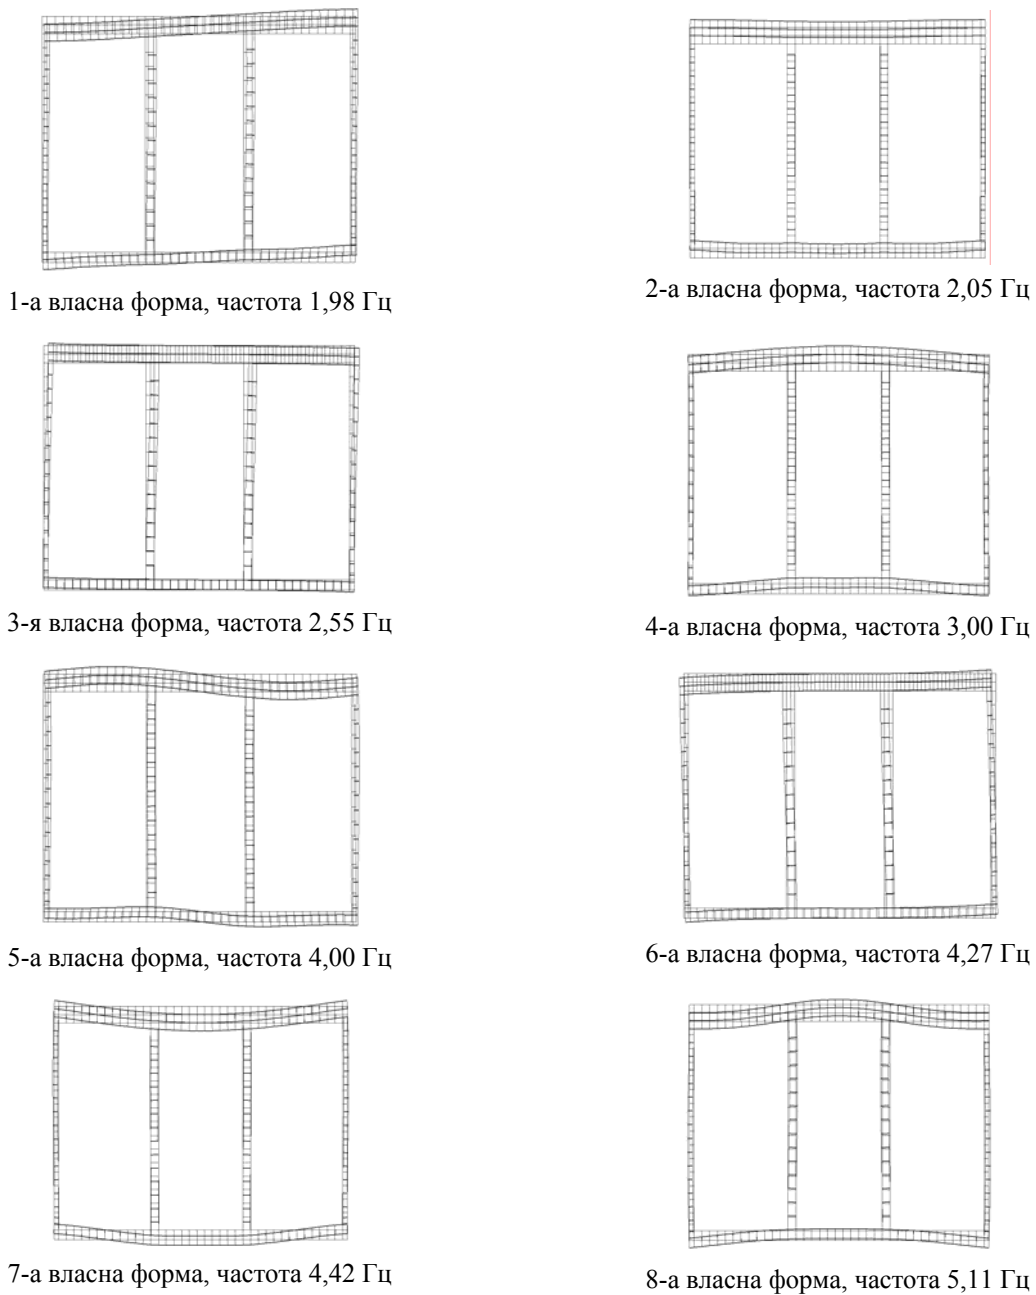 1-а власна форма, частота 1,98 Гц
2-а власна форма, частота 2,05 Гц
3-я власна форма, частота 2,55 Гц
4-а власна форма, частота 3,00 Гц
5-а власна форма, частота 4,00 Гц
6-а власна форма, частота 4,27 Гц
7-а власна форма, частота 4,42 Гц
8-а власна форма, частота 5,11 Гц